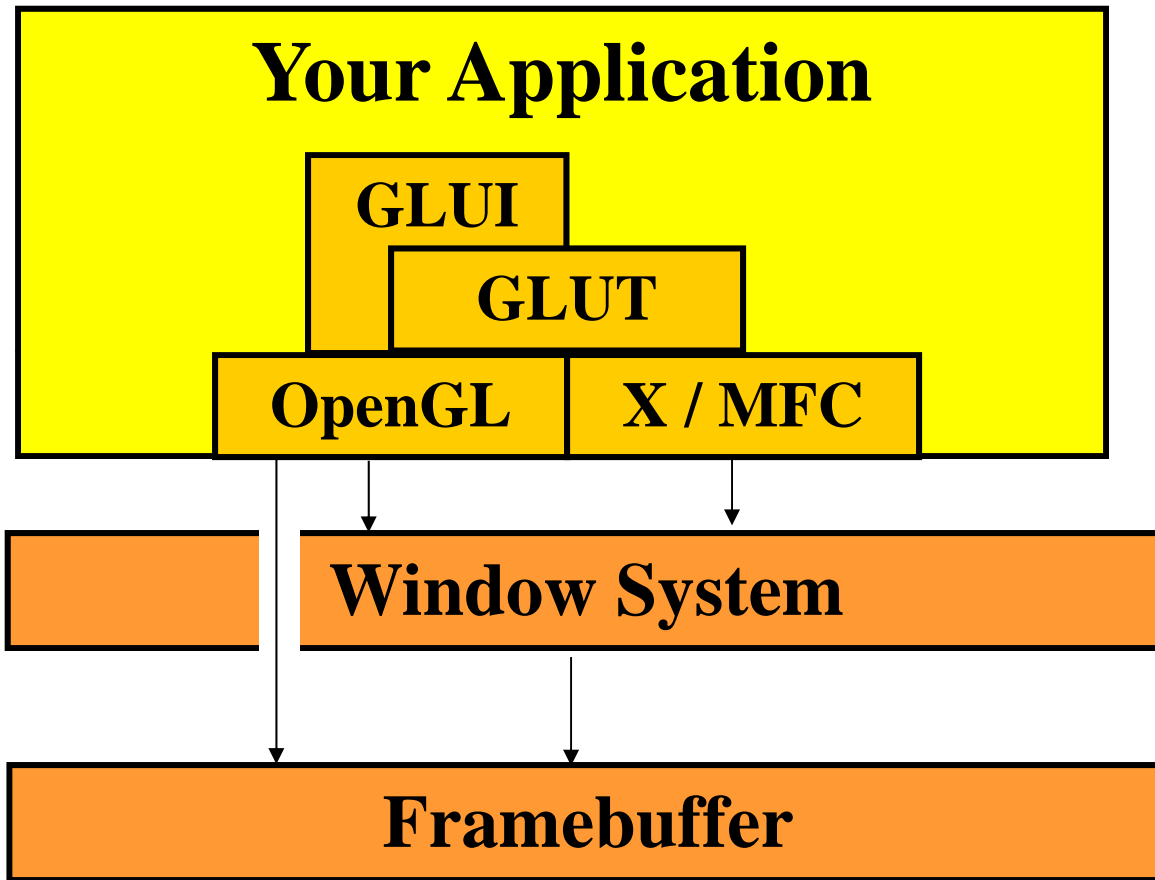 Your Application
GLUI
GLUT
OpenGL
X / MFC
Window System
Framebuffer